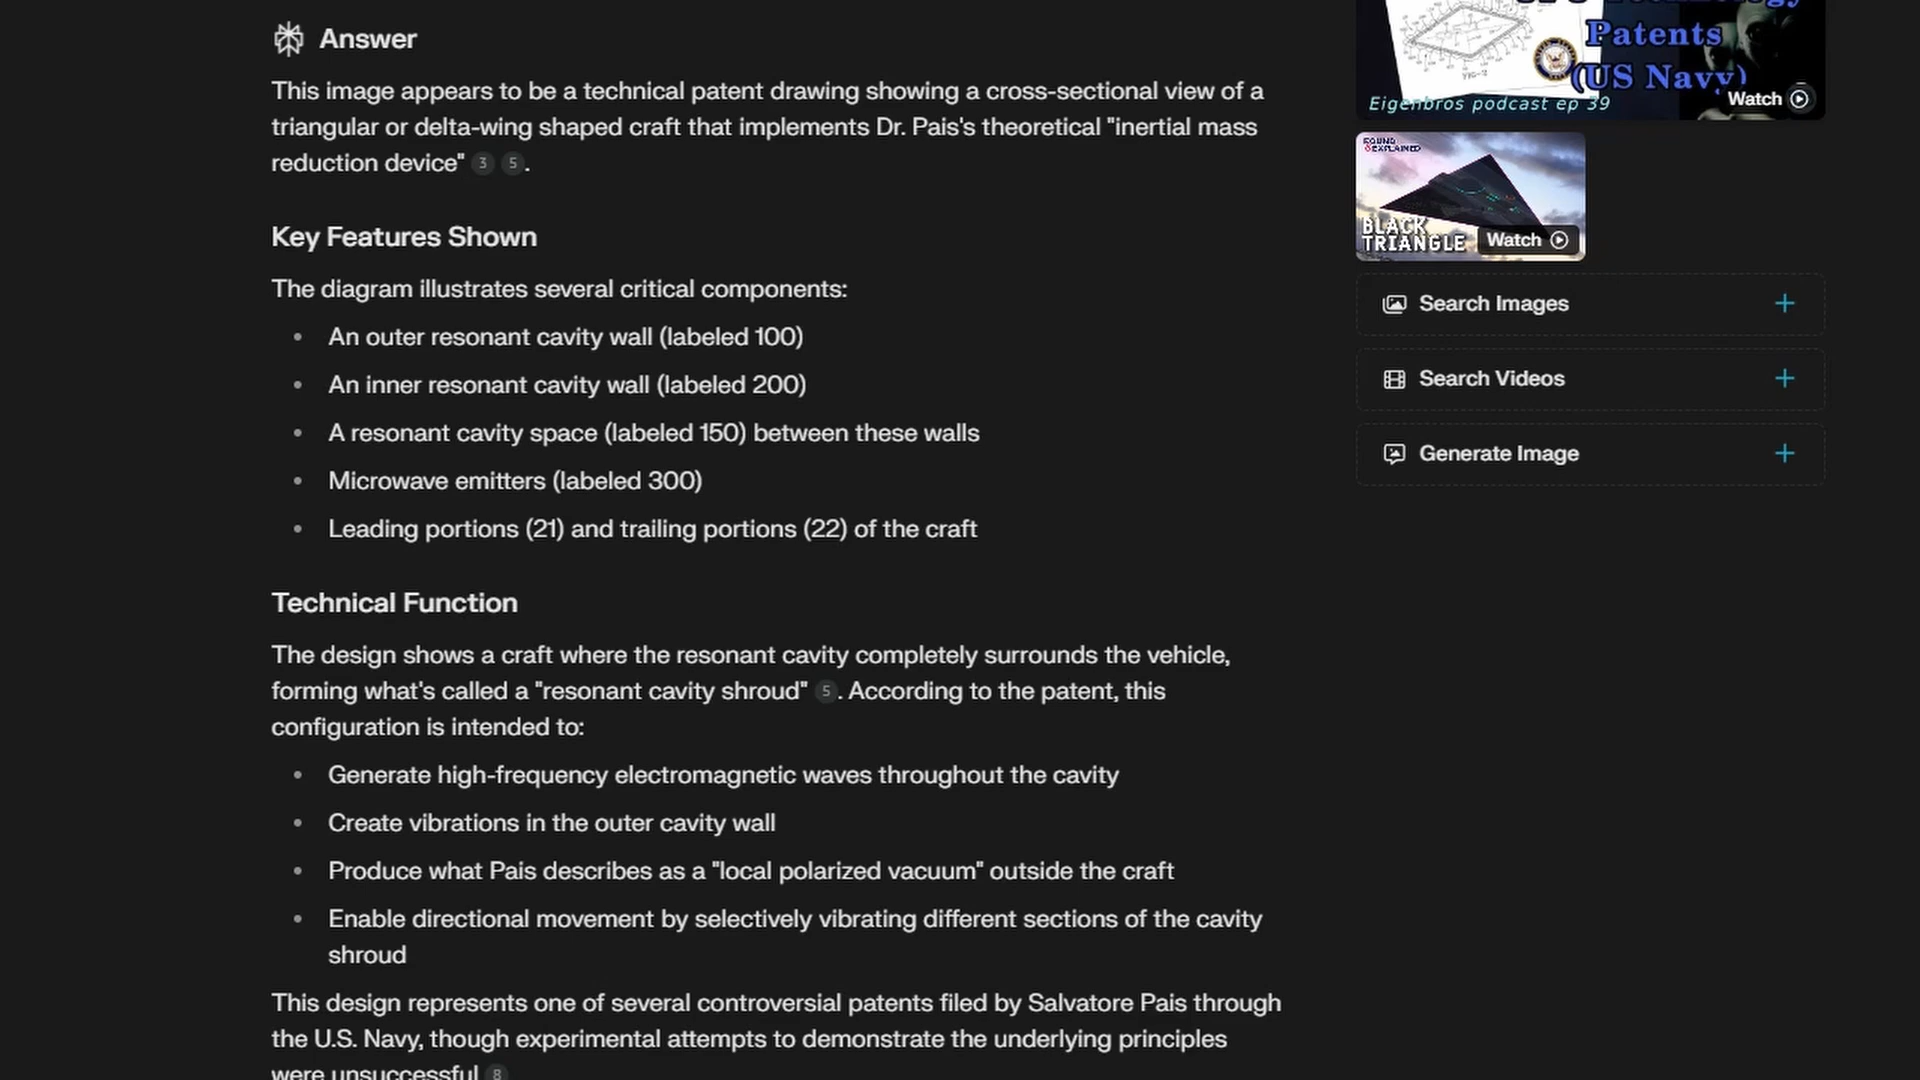 Answer
This image appears to be a technical patent drawing showing a cross-sectional view of a
triangular or delta-wing shaped craft that implements Dr. Pais's theoretical "inertial mass
reduction device" 3 5.
Key Features Shown
The diagram illustrates several critical components:
• An outer resonant cavity wall (labeled 100)
• An inner resonant cavity wall (labeled 200)
• A resonant cavity space (labeled 150) between these walls
• Microwave emitters (labeled 300)
• Leading portions (21) and trailing portions (22) of the craft
Technical Function
The design shows a craft where the resonant cavity completely surrounds the vehicle,
forming what's called a "resonant cavity shroud" 5. According to the patent, this
configuration is intended to:
• Generate high-frequency electromagnetic waves throughout the cavity
• Create vibrations in the outer cavity wall
• Produce what Pais describes as a "local polarized vacuum" outside the craft
• Enable directional movement by selectively vibrating different sections of the cavity
shroud
This design represents one of several controversial patents filed by Salvatore Pais through
the U.S. Navy, though experimental attempts to demonstrate the underlying principles
were unsuccessful 8
Patents
(US Navy)
Eigenbros podcast ep 39
Watch
FOUND
& EXPLAINED
BLACK
TRIANGLE
Watch
Search Images
Search Videos
Generate Image